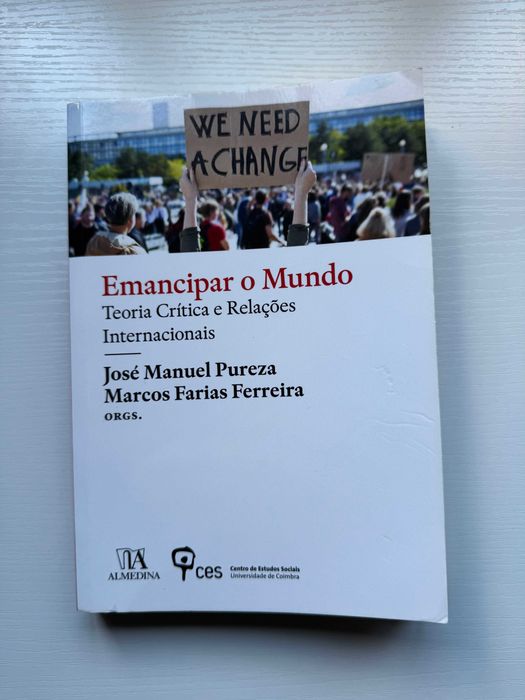 WE NEED
A CHANGE
Emancipar o Mundo
Teoria Crítica e Relações
Internacionais
José Manuel Pureza
Marcos Farias Ferreira
ORGS.
ALMEDINA
ces
Centro de Estudos Sociais
Universidade de Coimbra